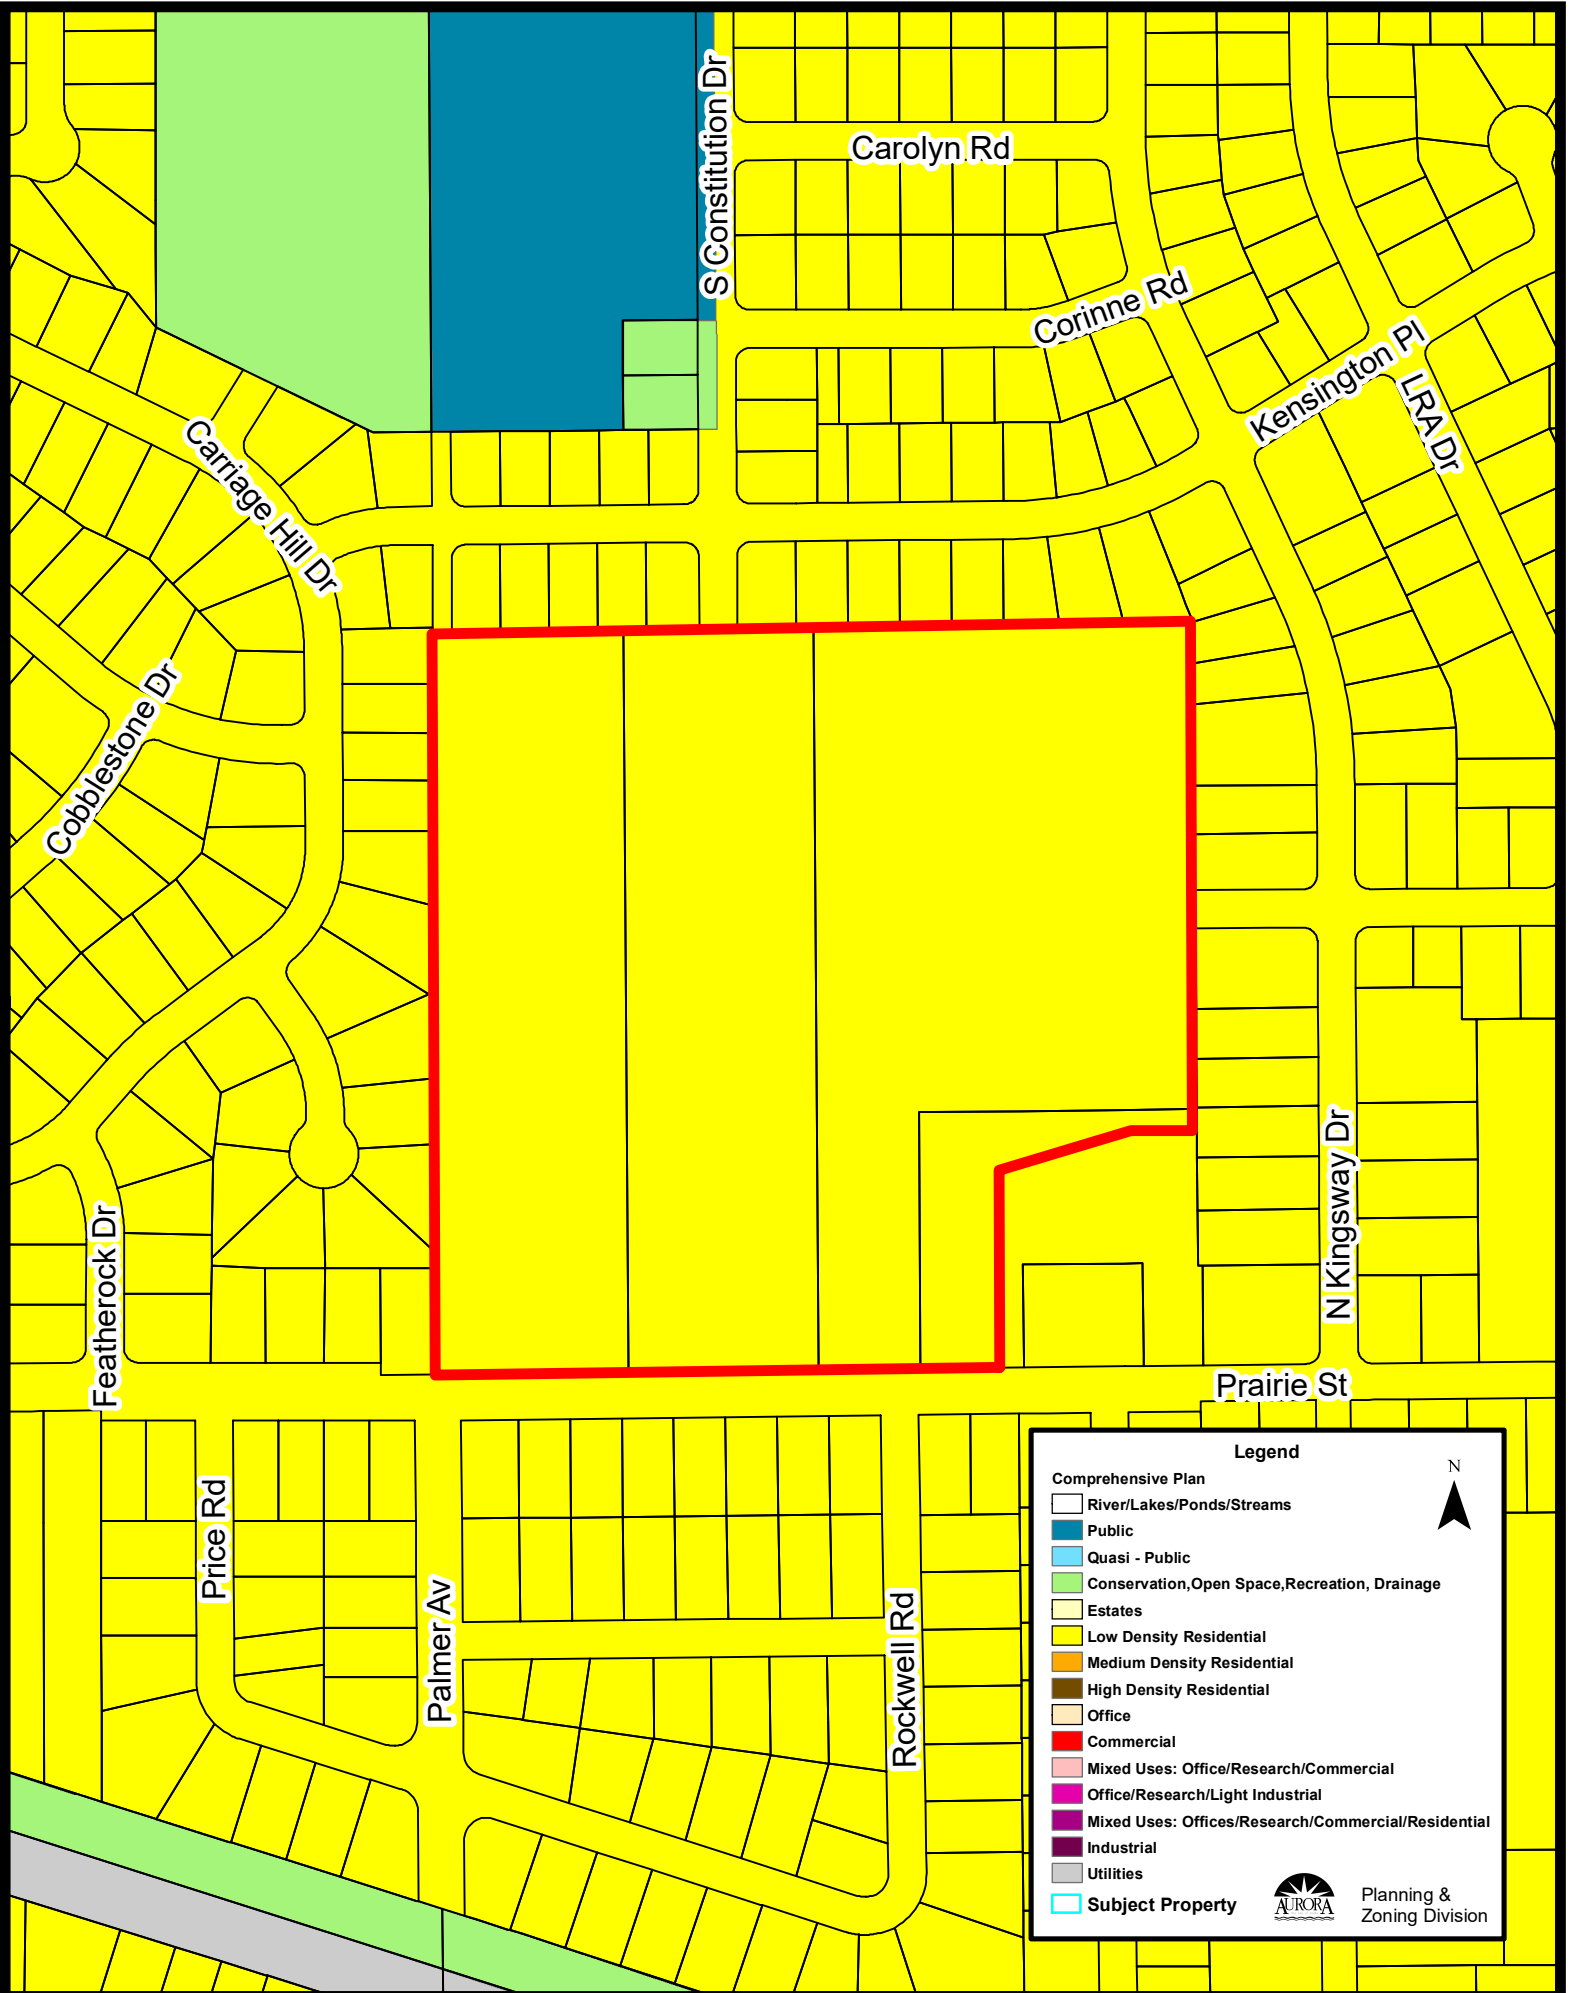 S Constitution Dr
Carolyn Rd
Corinne Rd
Kensington Pl
LRA Dr
Carriage Hill Dr
Cobblestone Dr
N Kingsway Dr
Featherock Dr
Prairie St
Price Rd
Palmer Av
Rockwell Rd
Legend
N
Comprehensive Plan
River/Lakes/Ponds/Streams
Public
Quasi - Public
Conservation,Open Space,Recreation, Drainage
Estates
Low Density Residential
Medium Density Residential
High Density Residential
Office
Commercial
Mixed Uses: Office/Research/Commercial
Office/Research/Light Industrial
Mixed Uses: Offices/Research/Commercial/Residential
Industrial
Utilities
Subject Property
AURORA
Planning &
Zoning Division